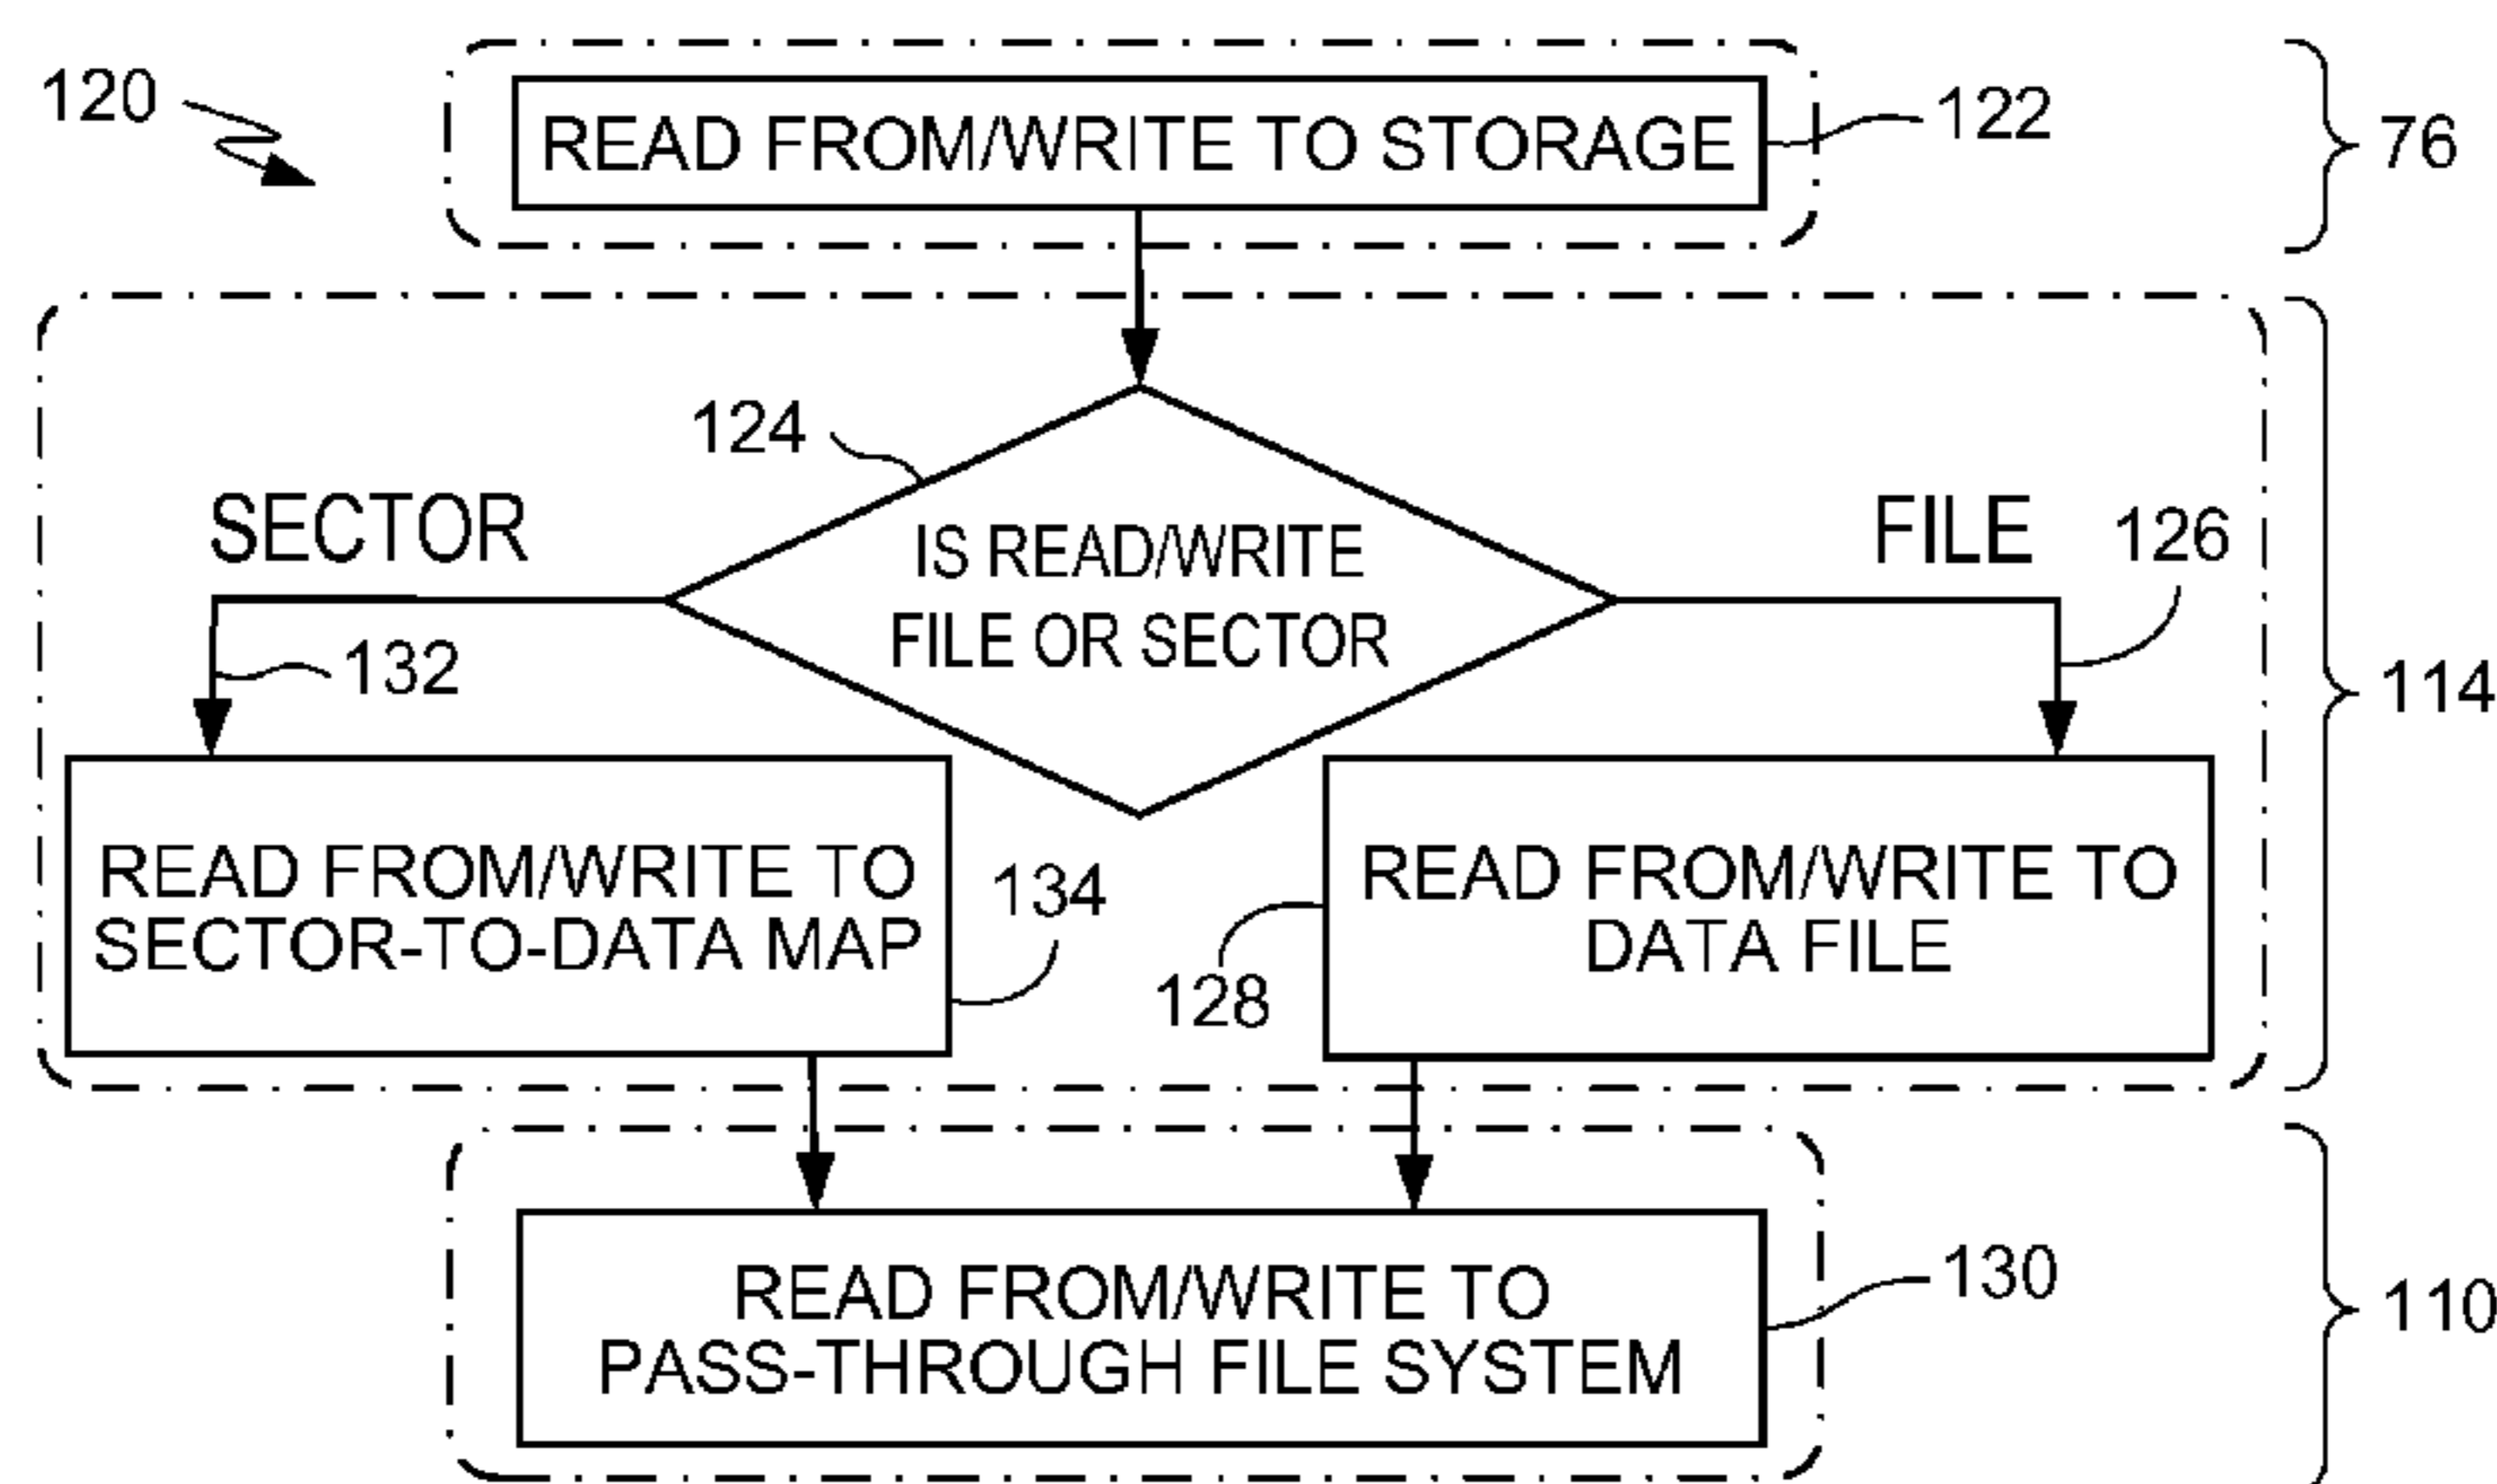 120
READ FROM/WRITE TO STORAGE
122
76
124
SECTOR
IS READ/WRITE
FILE OR SECTOR
FILE
126
132
114
READ FROM/WRITE TO
SECTOR-TO-DATA MAP
134
128
READ FROM/WRITE TO
DATA FILE
READ FROM/WRITE TO
PASS-THROUGH FILE SYSTEM
130
110